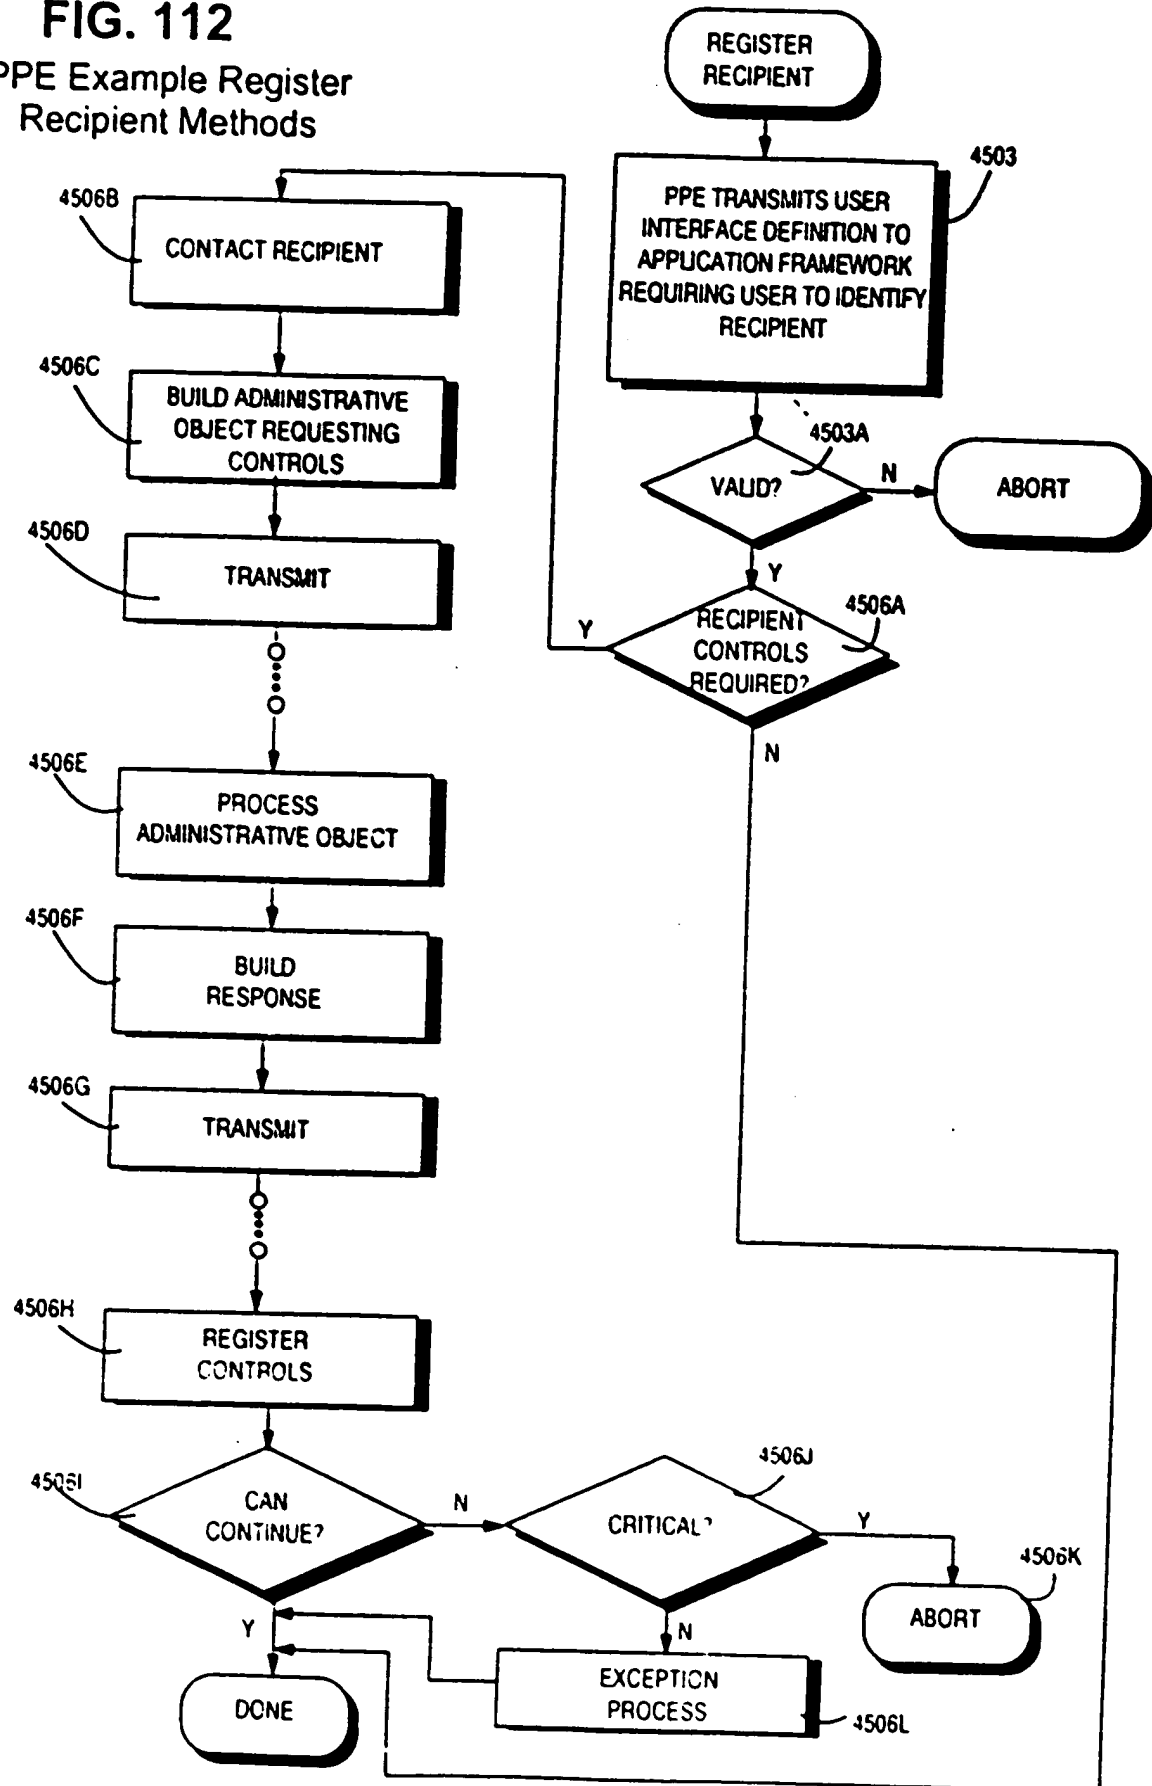 FIG. 112
PPE Example Register
Recipient Methods
REGISTER
RECIPIENT
4503
PPE TRANSMITS USER
INTERFACE DEFINITION TO
APPLICATION FRAMEWORK
REQUIRING USER TO IDENTIFY
RECIPIENT
4503A
VALID?
N
ABORT
Y
4506A
RECIPIENT
CONTROLS
REQUIRED?
Y
N
4506B
CONTACT RECIPIENT
4506C
BUILD ADMINISTRATIVE
OBJECT REQUESTING
CONTROLS
4506D
TRANSMIT
4506E
PROCESS
ADMINISTRATIVE OBJECT
4506F
BUILD
RESPONSE
4506G
TRANSMIT
4506H
REGISTER
CONTROLS
4506I
CAN
CONTINUE?
N
4506J
CRITICAL?
Y
4506K
ABORT
Y
N
EXCEPTION
PROCESS
4506L
DONE